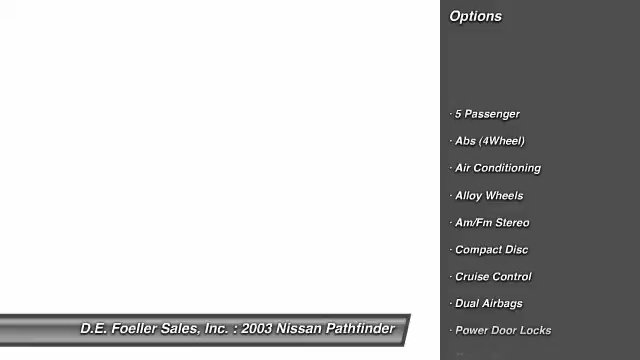 Options
· 5 Passenger
· Abs (4Wheel)
· Air Conditioning
· Alloy Wheels
· Am/Fm Stereo
· Compact Disc
· Cruise Control
· Dual Airbags
· Power Door Locks
D.E. Foeller Sales, Inc. : 2003 Nissan Pathfinder